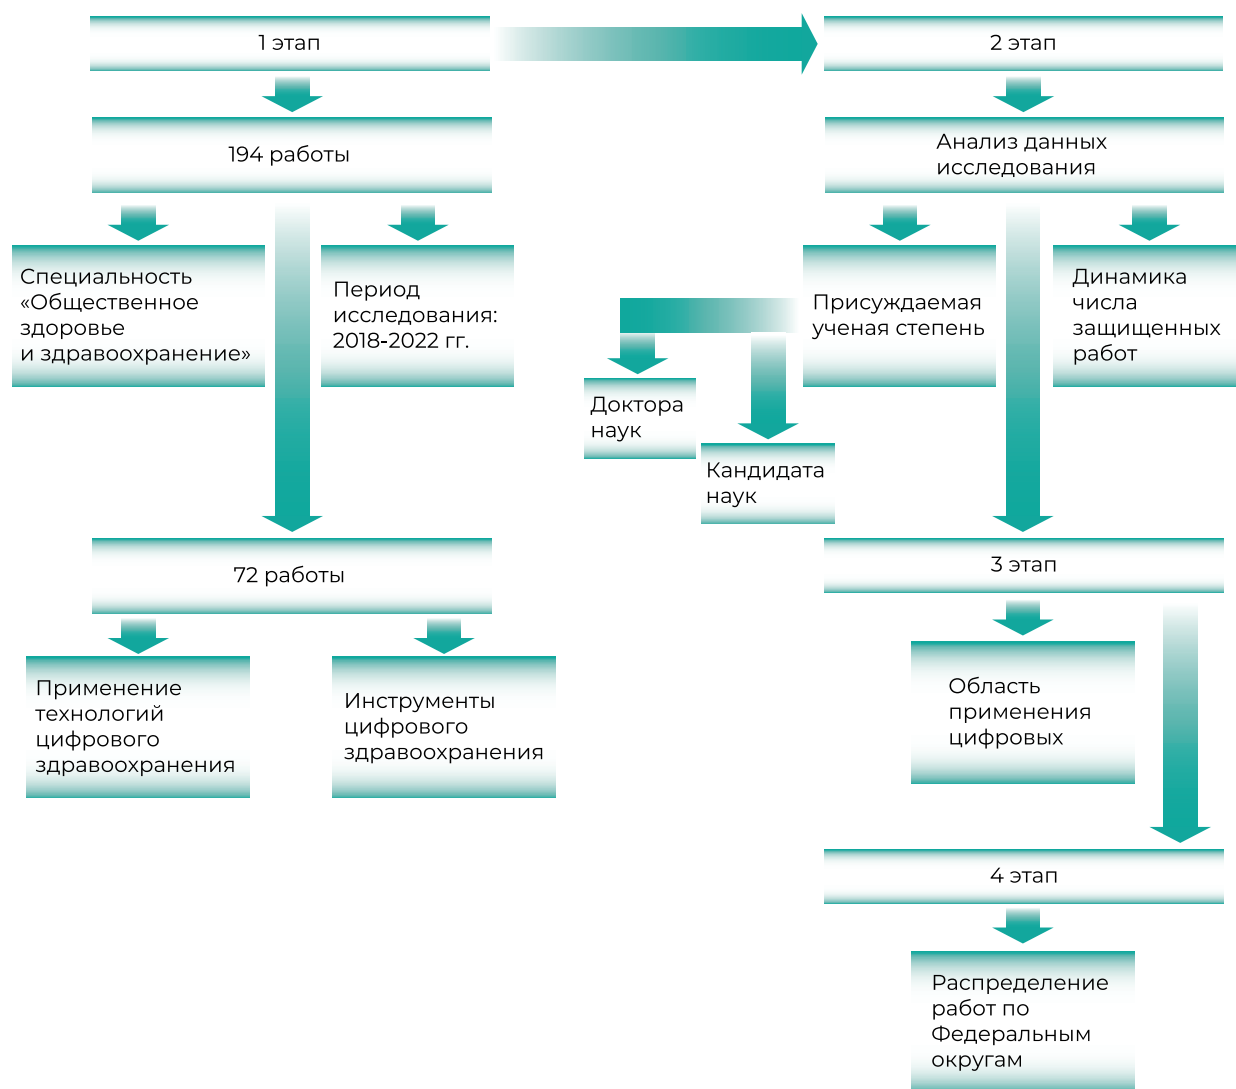 1 этап
194 работы
Специальность
«Общественное
здоровье
и здравоохранение»
Период
исследования:
2018-2022 гг.
72 работы
Применение
технологий
цифрового
здравоохранения
Инструменты
цифрового
здравоохранения
2 этап
Анализ данных
исследования
Присуждаемая
ученая степень
Доктора
наук
Кандидата
наук
Динамика
числа
защищенных
работ
3 этап
Область
применения
цифровых
4 этап
Распределение
работ по
Федеральным
округам